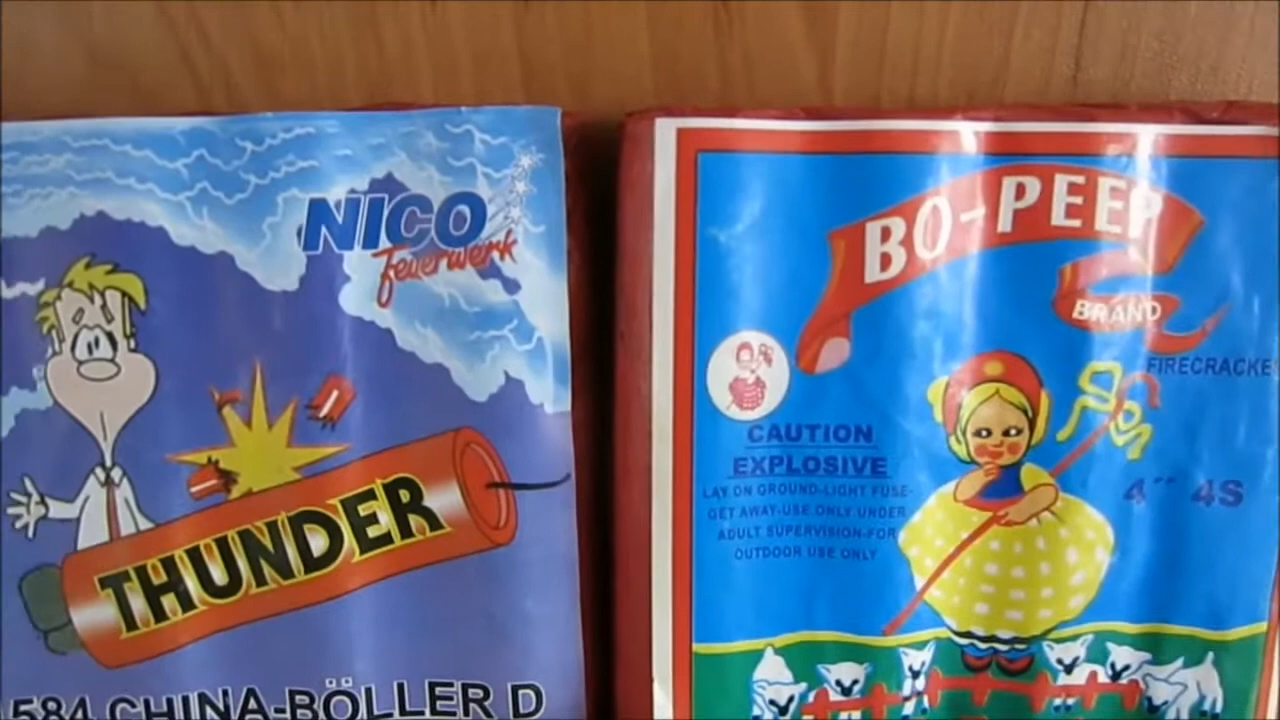 NICO
Feuerwerk
THUNDER
584 CHINA-BÖLLER D
BO-PEEP
BRAND
FIRECRACKE
CAUTION
EXPLOSIVE
LAY ON GROUND-LIGHT FUSE-
GET AWAY-USE ONLY UNDER
ADULT SUPERVISION-FOR
OUTDOOR USE ONLY
4" 4S